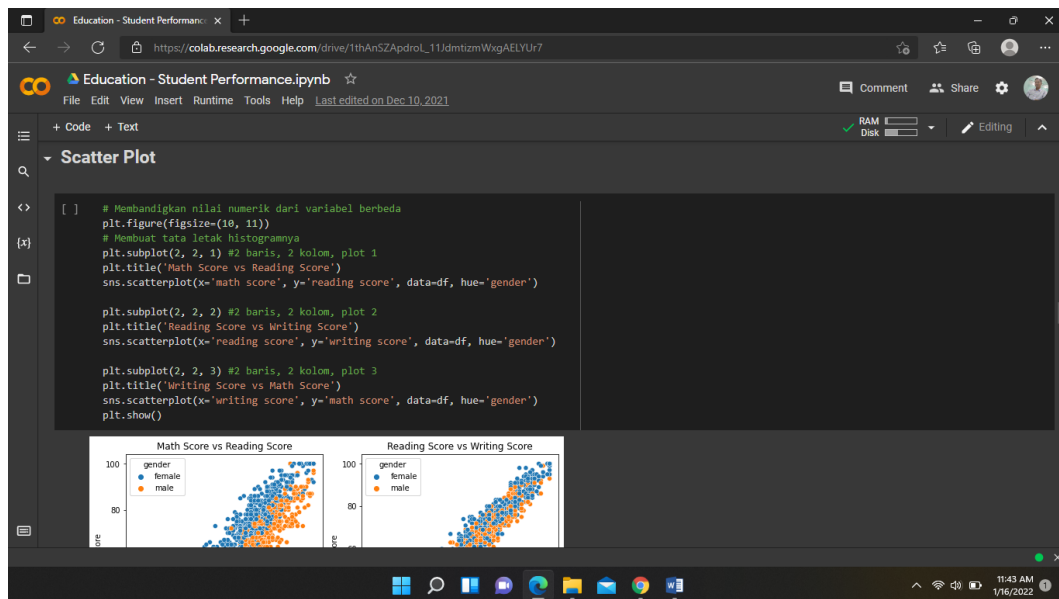 Education - Student Performanc
https://colab.research.google.com/drive/1thAnSZApdroL_11JdmtizmWxgAELYUr7
Education - Student Performance.ipynb
Comment
Share
File Edit View Insert Runtime Tools Help Last edited on Dec 10, 2021
+ Code + Text
RAM
Disk
Editing
Scatter Plot
[ ]
# Membandigkan nilai numerik dari variabel berbeda
plt.figure(figsize=(10, 11))
# Membuat tata letak histogramnya
plt.subplot(2, 2, 1) #2 baris, 2 kolom, plot 1
plt.title('Math Score vs Reading Score')
sns.scatterplot(x='math score', y='reading score', data=df, hue='gender')
plt.subplot(2, 2, 2) #2 baris, 2 kolom, plot 2
plt.title('Reading Score vs Writing Score')
sns.scatterplot(x='reading score', y='writing score', data=df, hue='gender')
plt.subplot(2, 2, 3) #2 baris, 2 kolom, plot 3
plt.title('Writing Score vs Math Score')
sns.scatterplot(x='writing score', y='math score', data=df, hue='gender')
plt.show()
Math Score vs Reading Score
100
gender
female
male
80
Reading Score vs Writing Score
100
gender
female
male
80
11:43 AM
1/16/2022
1